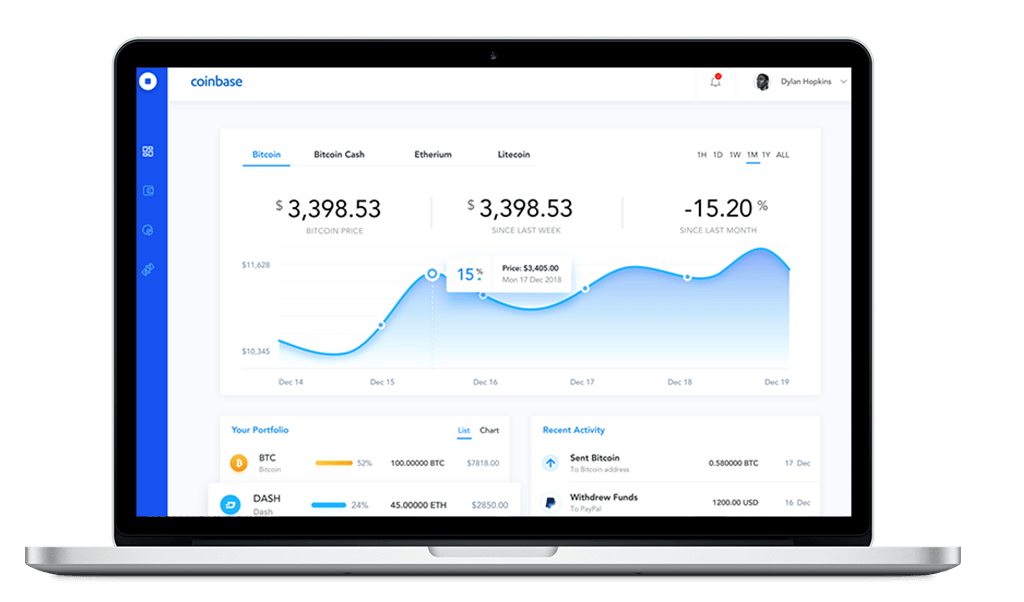 coinbase
Dylan Hopkins
Bitcoin Bitcoin Cash Etherium Litecoin 1H 1D 1W 1M 1Y ALL
$ 3,398.53 $ 3,398.53 -15.20 %
BITCOIN PRICE SINCE LAST WEEK SINCE LAST MONTH
$11,628
15 % Price: $3,405.00
Mon 17 Dec 2018
$10,345
Dec 14 Dec 15 Dec 16 Dec 17 Dec 18 Dec 19
Your Portfolio List Chart
BTC
Bitcoin
52% 100.00000 BTC $7818.00
DASH
Dash
24% 45.00000 ETH $2850.00
Recent Activity
Sent Bitcoin
To Bitcoin address
0.580000 BTC 17 Dec
Withdrew Funds
To PayPal
1200.00 USD 16 Dec